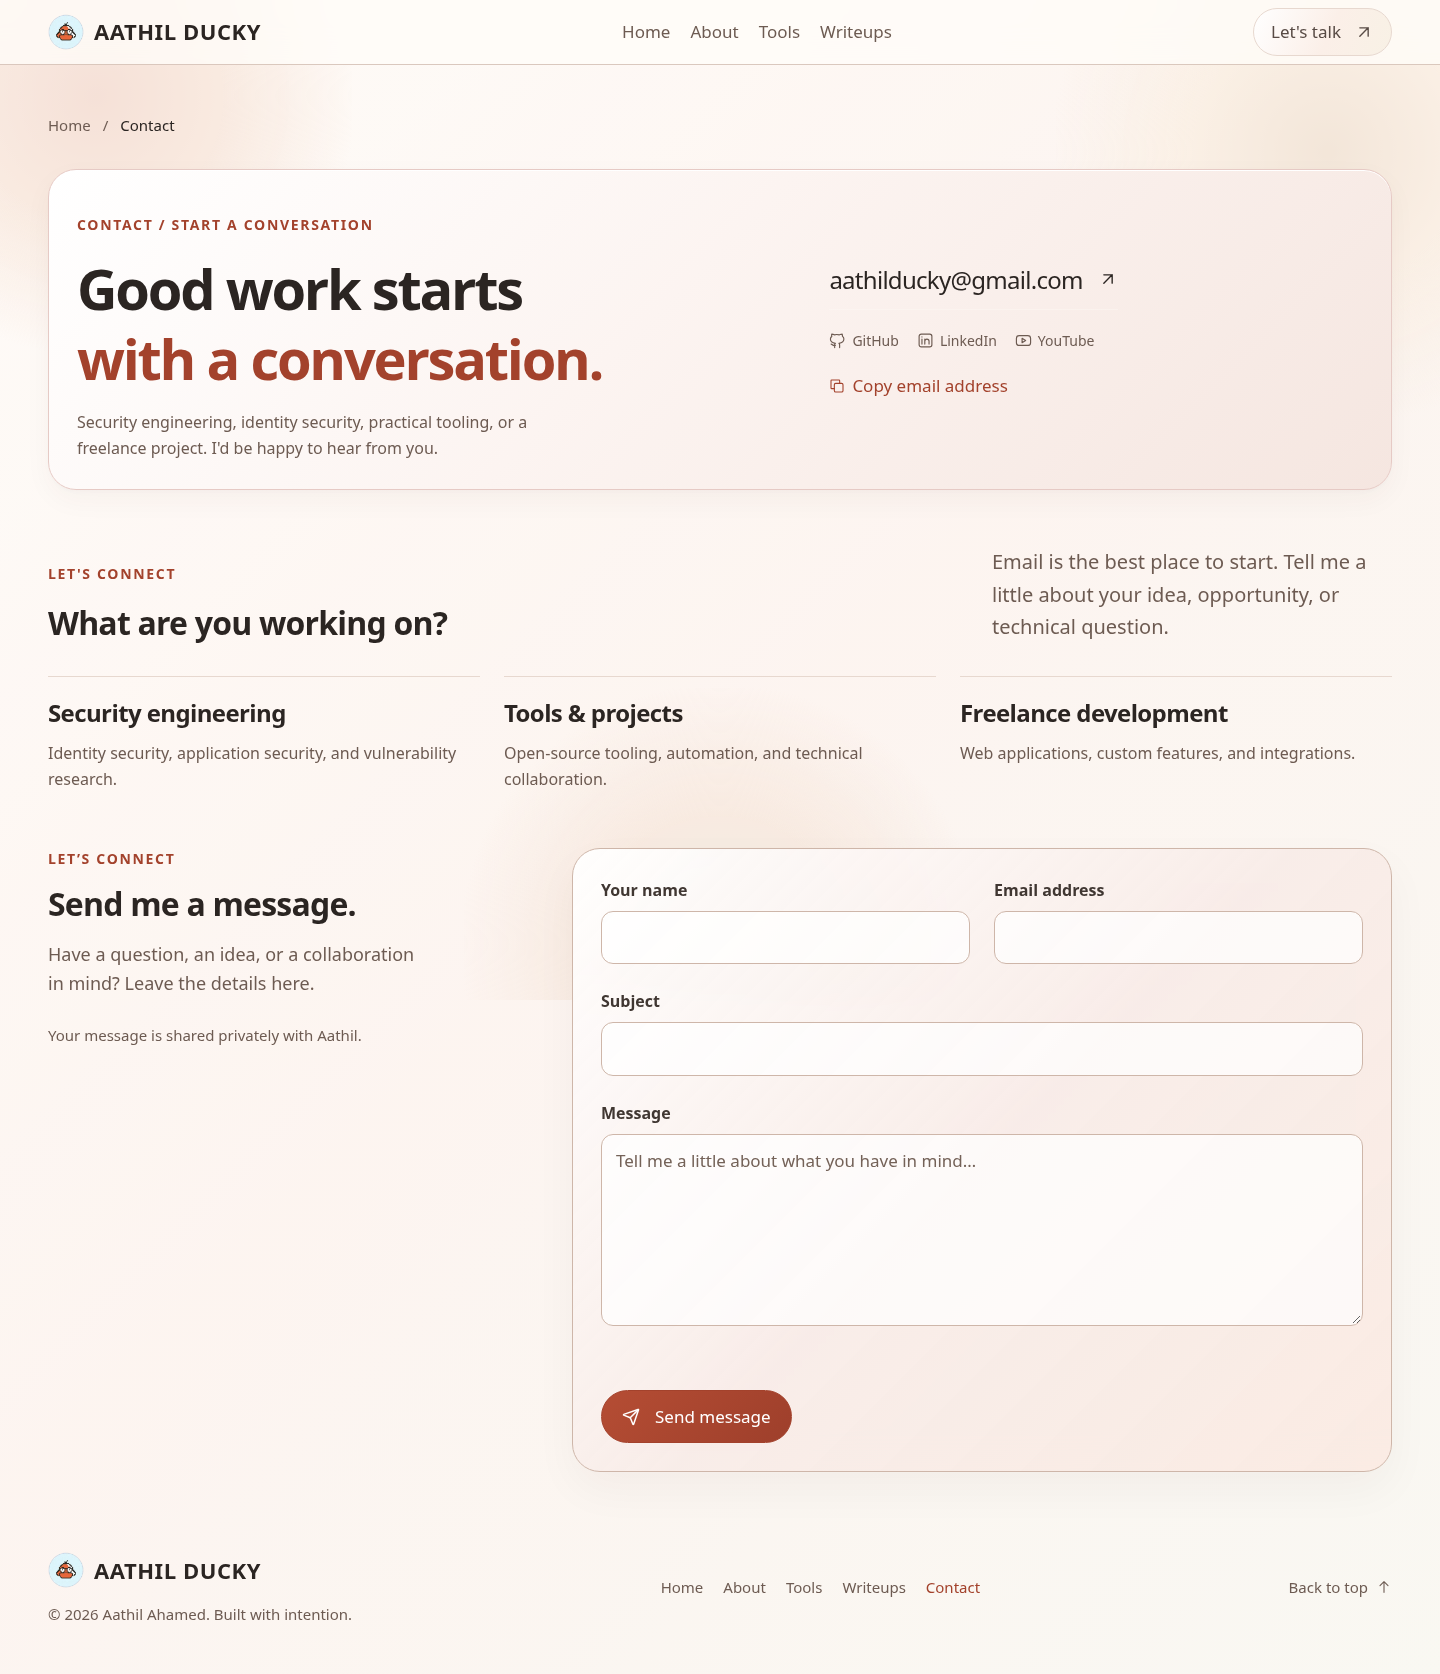 AATHIL DUCKY
Home About Tools Writeups
Let's talk
Home / Contact
CONTACT / START A CONVERSATION
Good work starts
with a conversation.
Security engineering, identity security, practical tooling, or a
freelance project. I'd be happy to hear from you.
aathilducky@gmail.com
GitHub LinkedIn YouTube
Copy email address
LET'S CONNECT
What are you working on?
Email is the best place to start. Tell me a
little about your idea, opportunity, or
technical question.
Security engineering
Identity security, application security, and vulnerability
research.
Tools & projects
Open-source tooling, automation, and technical
collaboration.
Freelance development
Web applications, custom features, and integrations.
LET’S CONNECT
Send me a message.
Have a question, an idea, or a collaboration
in mind? Leave the details here.
Your message is shared privately with Aathil.
Your name
Email address
Subject
Message
Tell me a little about what you have in mind...
Send message
AATHIL DUCKY
© 2026 Aathil Ahamed. Built with intention.
Home About Tools Writeups Contact
Back to top